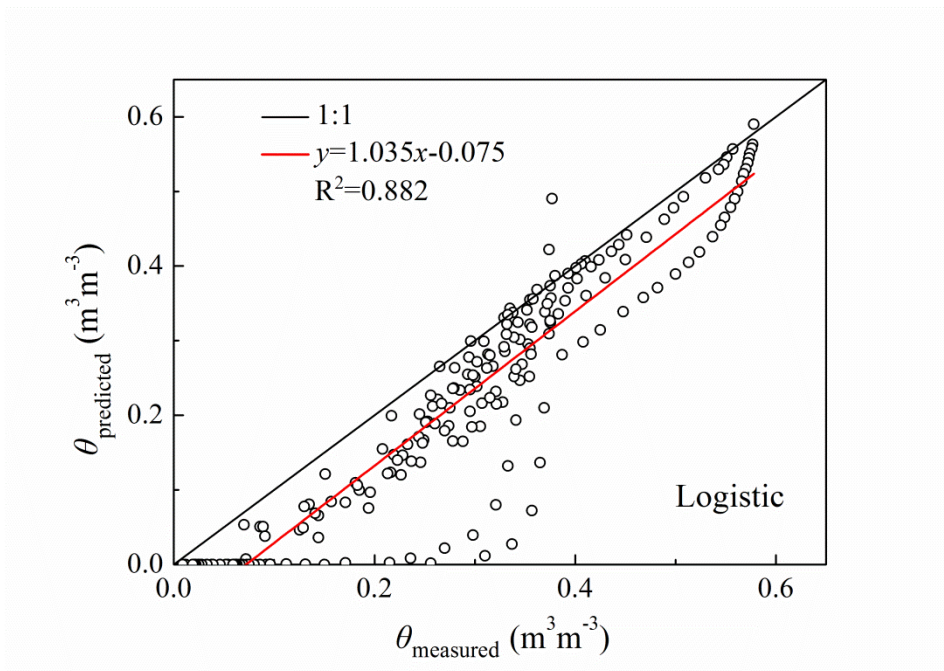 1:1
y=1.035x-0.075
R²=0.882
0.6
0.4
0.2
0.0
θpredicted (m³m⁻³)
Logistic
0.0 0.2 0.4 0.6
θmeasured (m³m⁻³)